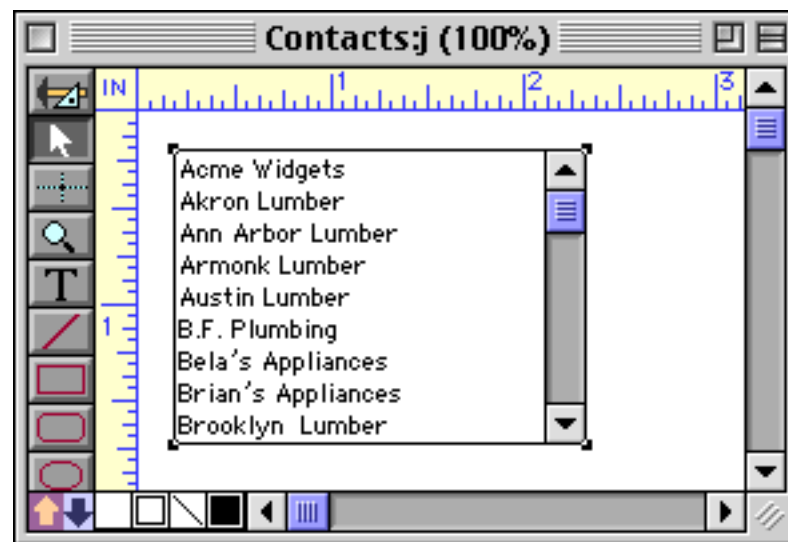 Contacts:j (100%)
IN 1 2 3
T
Acme Widgets
Akron Lumber
Ann Arbor Lumber
Armonk Lumber
Austin Lumber
1
B.F. Plumbing
Bela's Appliances
Brian's Appliances
Brooklyn Lumber